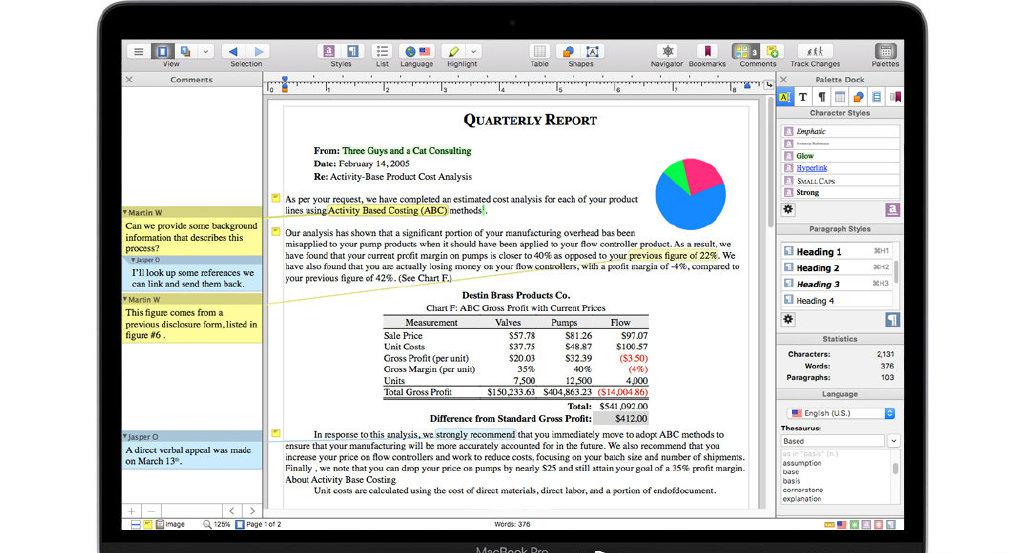 View
Selection
Styles
List
Language
Highlight
Table
Shapes
Navigator
Bookmarks
3
Comments
Track Changes
Palettes
Comments
0 1 2 3 4 5 6 7 8
Palette Dock
QUARTERLY REPORT
From: Three Guys and a Cat Consulting
Date: February 14, 2005
Re: Activity-Base Product Cost Analysis
As per your request, we have completed an estimated cost analysis for each of your product
lines using Activity Based Costing (ABC) methods¹.
Our analysis has shown that a significant portion of your manufacturing overhead has been
misapplied to your pump products when it should have been applied to your flow controller product. As a result, we
have found that your current profit margin on pumps is closer to 40% as opposed to your previous figure of 22%. We
have also found that you are actually losing money on your flow controllers, with a profit margin of -4%, compared to
your previous figure of 42%. (See Chart F.)
Destin Brass Products Co.
Chart F: ABC Gross Profit with Current Prices
Measurement Valves Pumps Flow
Sale Price $57.78 $81.26 $97.07
Unit Costs $37.75 $48.87 $100.57
Gross Profit (per unit) $20.03 $32.39 ($3.50)
Gross Margin (per unit) 35% 40% (4%)
Units 7,500 12,500 4,000
Total Gross Profit $150,233.63 $404,863.23 ($14,004.86)
Total: $541,092.00
Difference from Standard Gross Profit: $412.00
In response to this analysis, we strongly recommend that you immediately move to adopt ABC methods to
ensure that your manufacturing will be more accurately accounted for in the future. We also recommend that you
increase your price on flow controllers and work to reduce costs, focusing on your batch size and number of shipments.
Finally , we note that you can drop your price on pumps by nearly $25 and still attain your goal of a 35% profit margin.
About Activity Base Costing
Unit costs are calculated using the cost of direct materials, direct labor, and a portion of endofdocument.
Martin W
Can we provide some background
information that describes this
process?
Jasper O
I'll look up some references we
can link and send them back.
Martin W
This figure comes from a
previous disclosure form, listed in
figure #6 .
Jasper O
A direct verbal appeal was made
on March 13th.
Character Styles
Emphatic
Glow
Hyperlink
SMALL CAPS
Strong
Paragraph Styles
Heading 1 ⌘H1
Heading 2 ⌘H2
Heading 3 ⌘H3
Heading 4
Statistics
Characters: 2,131
Words: 376
Paragraphs: 103
Language
English (U.S.)
Thesaurus:
Based
as in "basis" (n.)
assumption
base
basis
cornerstone
explanation
Image
125%
Page 1 of 2
Words: 376
MacBook Pro